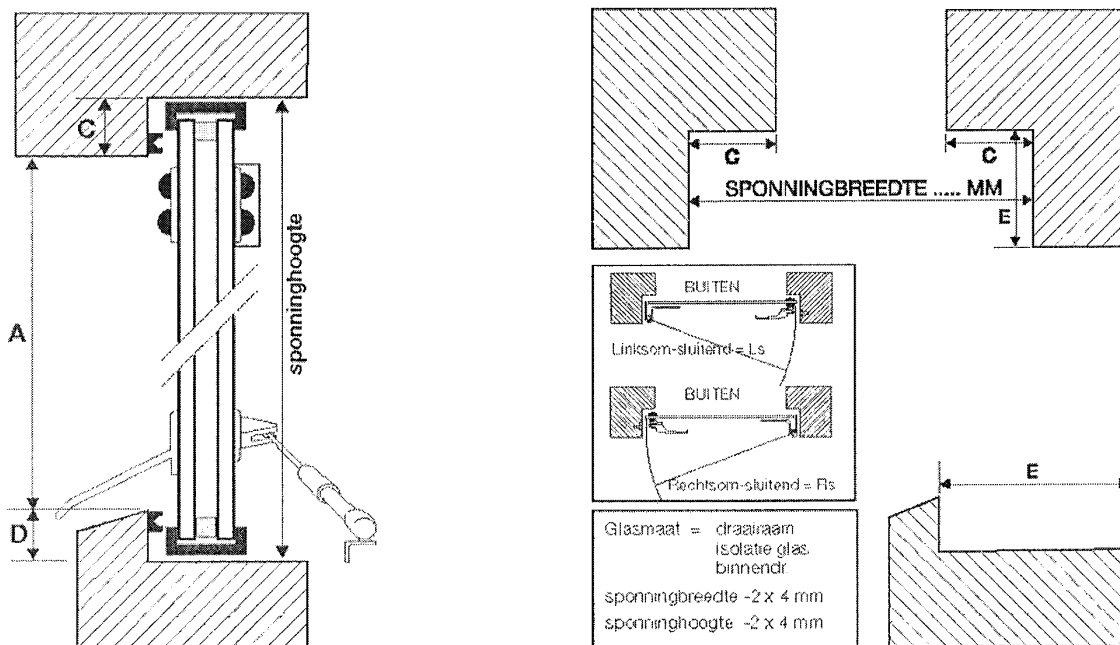 C
A
D
sponninghoogte
C
C
SPONNINGBREEDTE ..... MM
E
BUITEN
Linksom-sluitend = Ls
BUITEN
Rechtsom-sluitend = Rs
Glasmaat = draairaam
isolatie glas
binnendr.
sponningbreedte -2 x 4 mm
sponninghoogte -2 x 4 mm
E